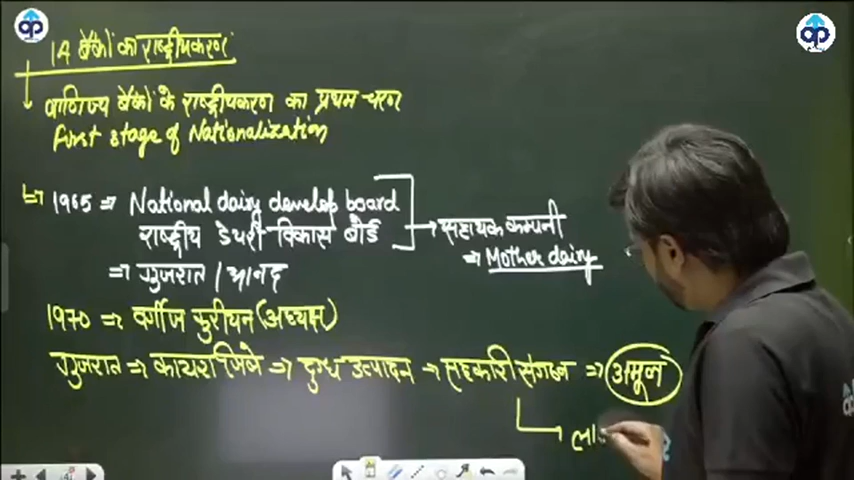 14 बैंकों का राष्ट्रीयकरण
वाणिज्य बैंकों के राष्ट्रीयकरण का प्रथम चरण
First stage of Nationalization
1965 ⇒ National dairy develop board
राष्ट्रीय डेयरी विकास बोर्ड
→ सहायक कम्पनी
⇒ Mother dairy
⇒ गुजरात / आनंद
1970 ⇒ वर्गीज कुरीयन (अध्यक्ष)
गुजरात ⇒ कायरा जिले ⇒ दुग्ध उत्पादन → सहकारी संगठन ⇒ अमूल
ला